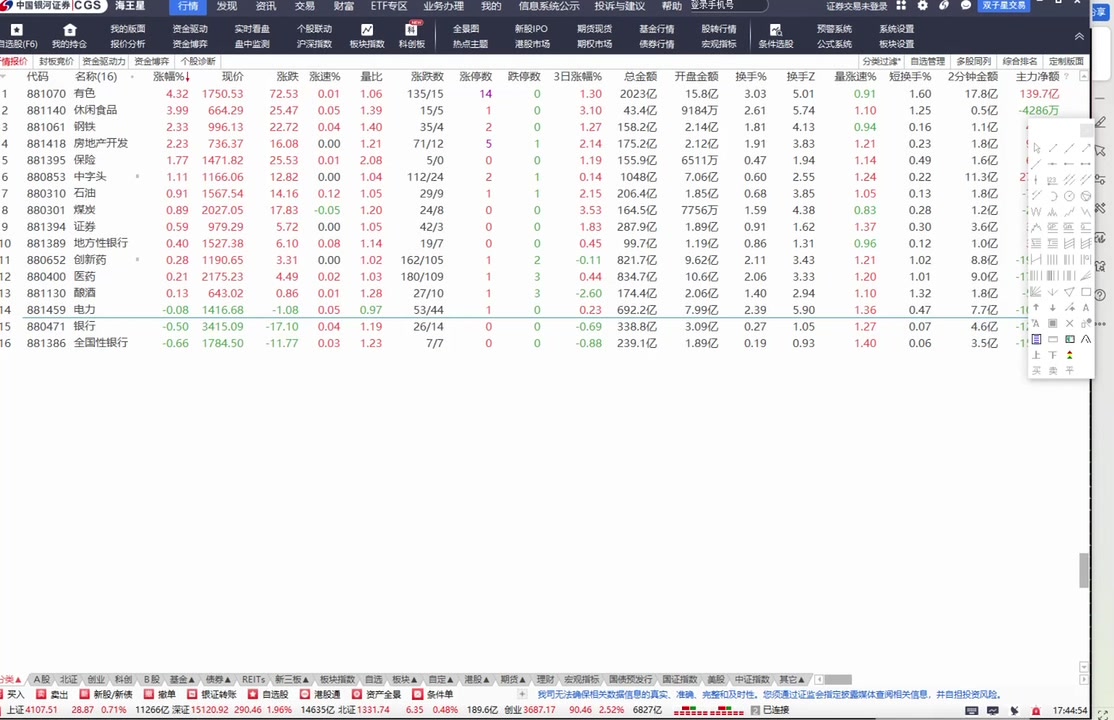 中国银河证券|CGS 海王星 行情 发现 资讯 交易 财富 ETF专区 业务办理 我的 信息系统公示 投诉与建议 帮助 登录手机号 证券交易未登录 双子星交易
我的版面 资金驱动 实时看盘 个股联动 全景图 新股IPO 期货现货 基金行情 股转行情 预警系统 系统设置
自选股(F6) 我的持仓 报价分析 资金博弈 盘中监测 沪深指数 板块指数 科创板 热点主题 港股市场 期权市场 债券行情 宏观指标 条件选股 公式系统 板块设置
情报价 封板竞价 资金驱动力 资金博弈 个股诊断 分类过滤* 自选管理 多股同列 综合排名 定制版面
代码 名称(16) 涨幅%↓ 现价 涨跌 涨速% 量比 涨跌数 涨停数 跌停数 3日涨幅% 总金额 开盘金额 换手% 换手Z 量涨速% 短换手% 2分钟金额 主力净额
1 881070 有色 4.32 1750.53 72.53 0.01 1.06 135/15 14 0 1.30 2023亿 15.8亿 3.03 5.01 0.91 1.60 17.8亿 139.7亿
2 881140 休闲食品 3.99 664.29 25.47 0.05 1.39 15/5 1 0 3.10 43.4亿 9184万 2.61 5.74 1.10 1.25 0.5亿 -4286万
3 881061 钢铁 2.33 996.13 22.72 0.04 1.40 35/4 2 0 1.27 158.2亿 2.14亿 1.81 4.13 0.94 0.16 1.1亿
4 881418 房地产开发 2.23 736.37 16.08 0.00 1.21 71/12 5 1 2.14 175.2亿 2.12亿 1.91 3.83 1.21 0.23 1.8亿
5 881395 保险 1.77 1471.82 25.53 0.01 2.08 5/0 0 0 1.19 155.9亿 6511万 0.47 1.94 1.14 0.49 1.6亿
6 880853 中字头 1.11 1166.06 12.82 0.00 1.04 112/24 2 1 0.14 1048亿 7.06亿 0.60 2.55 1.24 0.22 11.3亿
7 880310 石油 0.91 1567.54 14.16 0.12 1.05 29/9 1 1 2.15 206.4亿 1.85亿 0.68 3.85 1.05 0.13 1.8亿
8 880301 煤炭 0.89 2027.05 17.83 -0.05 1.20 24/8 0 0 3.53 164.5亿 7756万 1.59 4.38 0.83 0.28 1.2亿
9 881394 证券 0.59 979.29 5.72 0.00 1.05 42/3 0 0 1.83 287.9亿 1.89亿 0.91 1.62 1.37 0.30 3.6亿
10 881389 地方性银行 0.40 1527.38 6.10 0.08 1.14 19/7 0 0 0.45 99.7亿 1.19亿 0.86 1.31 0.96 0.12 1.0亿
11 880652 创新药 0.28 1190.65 3.31 0.00 1.02 162/105 1 2 -0.11 821.7亿 9.62亿 2.11 3.43 1.21 1.02 8.8亿
12 880400 医药 0.21 2175.23 4.49 0.02 1.03 180/109 1 3 0.44 834.7亿 10.6亿 2.06 3.33 1.20 1.01 9.0亿
13 881130 酿酒 0.13 643.02 0.86 0.01 1.28 27/10 1 3 -2.60 174.4亿 2.06亿 1.40 2.94 1.10 1.32 1.8亿
14 881459 电力 -0.08 1416.68 -1.08 0.05 0.97 53/44 1 0 0.23 692.2亿 7.99亿 2.39 5.90 1.36 0.47 7.7亿
15 880471 银行 -0.50 3415.09 -17.10 0.04 1.19 26/14 0 0 -0.69 338.8亿 3.09亿 0.27 1.05 1.27 0.07 4.6亿
16 881386 全国性银行 -0.66 1784.50 -11.77 0.03 1.23 7/7 0 0 -0.88 239.1亿 1.89亿 0.19 0.93 1.40 0.06 3.5亿
上 下
买 卖 平
分类▲ A股 北证 创业 科创 B股 基金▲ 债券▲ REITs 新三板▲ 板块指数 自选 板块▲ 自定▲ 港股▲ 期货▲ 理财 宏观指标 国债预发行 国证指数 美股 中证指数 其它▲
买入 卖出 新股/新债 撤单 银证转账 自选股 港股通 资产全景 条件单 我司无法确保相关数据信息的真实、准确、完整和及时性。您须通过证监会指定披露媒体查阅相关信息，并自担投资风险。
上证4107.51 28.87 0.71% 11266亿 深证15120.92 290.46 1.96% 14635亿 北证1331.74 6.35 0.48% 189.6亿 创业3687.17 90.46 2.52% 6827亿 2 已连接 17:44:54